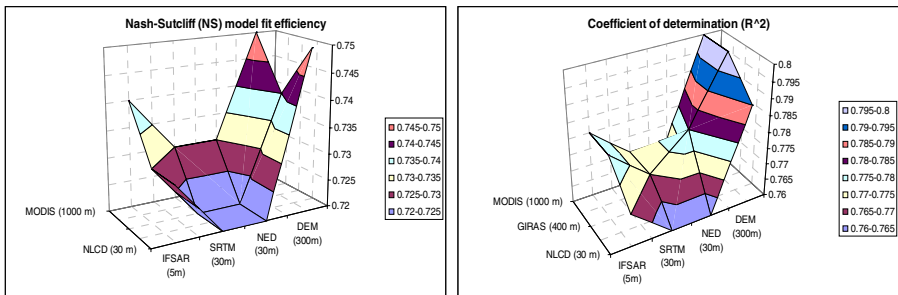 Nash-Sutcliff (NS) model fit efficiency
0.75
0.745
0.74
0.735
0.73
0.725
0.72
MODIS (1000 m)
NLCD (30 m)
IFSAR
(5m)
SRTM
(30m)
NED
(30m)
DEM
(300m)
0.745-0.75
0.74-0.745
0.735-0.74
0.73-0.735
0.725-0.73
0.72-0.725
Coefficient of determination (R^2)
0.8
0.795
0.79
0.785
0.78
0.775
0.77
0.765
0.76
MODIS (1000 m)
GIRAS (400 m)
NLCD (30 m)
IFSAR
(5m)
SRTM
(30m)
NED
(30m)
DEM
(300m)
0.795-0.8
0.79-0.795
0.785-0.79
0.78-0.785
0.775-0.78
0.77-0.775
0.765-0.77
0.76-0.765